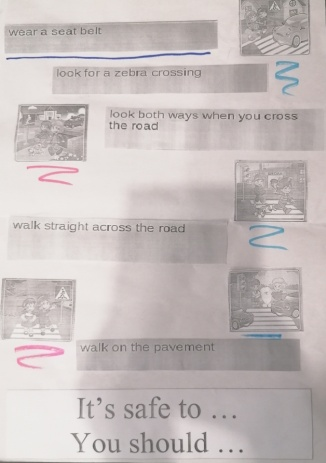 wear a seat belt
look for a zebra crossing
look both ways when you cross
the road
walk straight across the road
walk on the pavement
It's safe to …
You should …